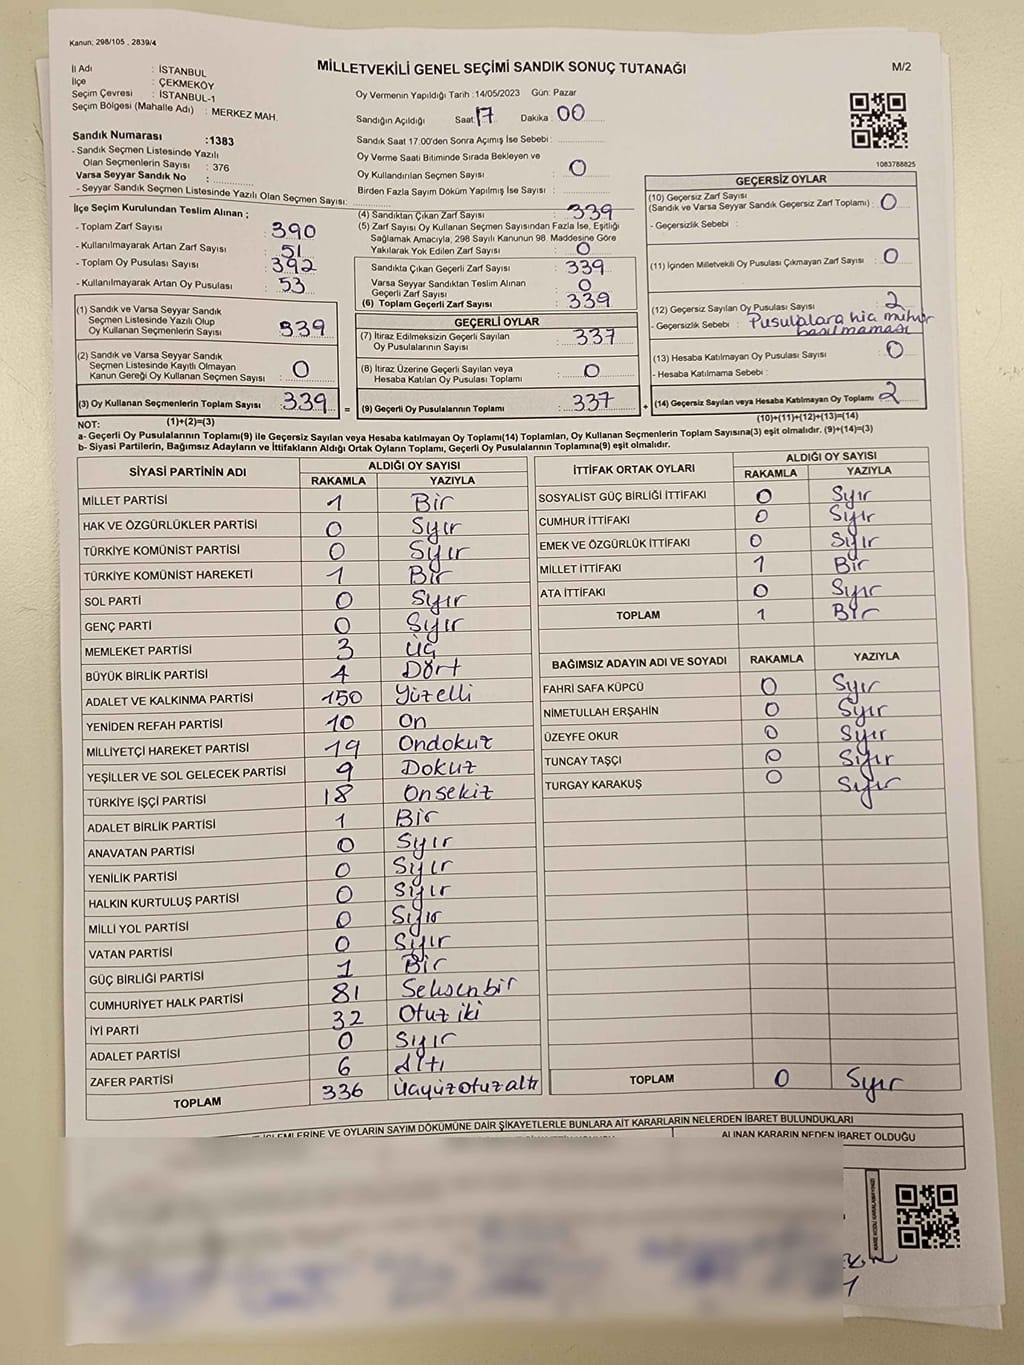 Kanun: 298/105 , 2839/4
MİLLETVEKİLİ GENEL SEÇİMİ SANDIK SONUÇ TUTANAĞI
M/2
İl Adı : İSTANBUL
İlçe : ÇEKMEKÖY
Seçim Çevresi : İSTANBUL-1
Seçim Bölgesi (Mahalle Adı) : MERKEZ MAH.
Sandık Numarası :1383
- Sandık Seçmen Listesinde Yazılı
Olan Seçmenlerin Sayısı : 376
Varsa Seyyar Sandık No :
- Seyyar Sandık Seçmen Listesinde Yazılı Olan Seçmen Sayısı:
Oy Vermenin Yapıldığı Tarih :14/05/2023 Gün: Pazar
Sandığın Açıldığı Saat: 17 Dakika : 00
Sandık Saat 17.00'den Sonra Açımış İse Sebebi :
Oy Verme Saati Bitiminde Sırada Bekleyen ve
Oy Kullandırılan Seçmen Sayısı : 0
Birden Fazla Sayım Döküm Yapılmış İse Sayısı :
1083788825
İlçe Seçim Kurulundan Teslim Alınan ;
- Toplam Zarf Sayısı : 390
- Kullanılmayarak Artan Zarf Sayısı : 51
- Toplam Oy Pusulası Sayısı : 392
- Kullanılmayarak Artan Oy Pusulası : 53
(1) Sandık ve Varsa Seyyar Sandık
Seçmen Listesinde Yazılı Olup
Oy Kullanan Seçmenlerin Sayısı : 339
(2) Sandık ve Varsa Seyyar Sandık
Seçmen Listesinde Kayıtlı Olmayan
Kanun Gereği Oy Kullanan Seçmen Sayısı : 0
(3) Oy Kullanan Seçmenlerin Toplam Sayısı : 339
(4) Sandıktan Çıkan Zarf Sayısı : 339
(5) Zarf Sayısı Oy Kullanan Seçmen Sayısından Fazla İse, Eşitliği
Sağlamak Amacıyla, 298 Sayılı Kanunun 98. Maddesine Göre
Yakılarak Yok Edilen Zarf Sayısı : 0
Sandıkta Çıkan Geçerli Zarf Sayısı : 339
Varsa Seyyar Sandıktan Teslim Alınan
Geçerli Zarf Sayısı : 0
(6) Toplam Geçerli Zarf Sayısı : 339
GEÇERLİ OYLAR
(7) İtiraz Edilmeksizin Geçerli Sayılan
Oy Pusulalarının Sayısı : 337
(8) İtiraz Üzerine Geçerli Sayılan veya
Hesaba Katılan Oy Pusulası Toplamı : 0
= (9) Geçerli Oy Pusulalarının Toplamı : 337 +
GEÇERSİZ OYLAR
(10) Geçersiz Zarf Sayısı
(Sandık ve Varsa Seyyar Sandık Geçersiz Zarf Toplamı) : 0
- Geçersizlik Sebebi :
(11) İçinden Milletvekili Oy Pusulası Çıkmayan Zarf Sayısı : 0
(12) Geçersiz Sayılan Oy Pusulası Sayısı : 2
- Geçersizlik Sebebi : Pusulalara hiç mühür
basılmaması
(13) Hesaba Katılmayan Oy Pusulası Sayısı : 0
- Hesaba Katılmama Sebebi :
(14) Geçersiz Sayılan veya Hesaba Katılmayan Oy Toplamı : 2
NOT: (1)+(2)=(3) (10)+(11)+(12)+(13)=(14)
a- Geçerli Oy Pusulalarının Toplamı(9) ile Geçersiz Sayılan veya Hesaba katılmayan Oy Toplamı(14) Toplamları, Oy Kullanan Seçmenlerin Toplam Sayısına(3) eşit olmalıdır. (9)+(14)=(3)
b- Siyasi Partilerin, Bağımsız Adayların ve İttifakların Aldığı Ortak Oyların Toplamı, Geçerli Oy Pusulalarının Toplamına(9) eşit olmalıdır.
SİYASİ PARTİNİN ADI ALDIĞI OY SAYISI
RAKAMLA YAZIYLA
MİLLET PARTİSİ 1 Bir
HAK VE ÖZGÜRLÜKLER PARTİSİ 0 Sıfır
TÜRKİYE KOMÜNİST PARTİSİ 0 Sıfır
TÜRKİYE KOMÜNİST HAREKETİ 1 Bir
SOL PARTİ 0 Sıfır
GENÇ PARTİ 0 Sıfır
MEMLEKET PARTİSİ 3 Üç
BÜYÜK BİRLİK PARTİSİ 4 Dört
ADALET VE KALKINMA PARTİSİ 150 Yüzelli
YENİDEN REFAH PARTİSİ 10 On
MİLLİYETÇİ HAREKET PARTİSİ 19 Ondokuz
YEŞİLLER VE SOL GELECEK PARTİSİ 9 Dokuz
TÜRKİYE İŞÇİ PARTİSİ 18 Onsekiz
ADALET BİRLİK PARTİSİ 1 Bir
ANAVATAN PARTİSİ 0 Sıfır
YENİLİK PARTİSİ 0 Sıfır
HALKIN KURTULUŞ PARTİSİ 0 Sıfır
MİLLİ YOL PARTİSİ 0 Sıfır
VATAN PARTİSİ 0 Sıfır
GÜÇ BİRLİĞİ PARTİSİ 1 Bir
CUMHURİYET HALK PARTİSİ 81 Seksenbir
İYİ PARTİ 32 Otuz iki
ADALET PARTİSİ 0 Sıfır
ZAFER PARTİSİ 6 Altı
TOPLAM 336 Üçyüzotuzaltı
İTTİFAK ORTAK OYLARI ALDIĞI OY SAYISI
RAKAMLA YAZIYLA
SOSYALİST GÜÇ BİRLİĞİ İTTİFAKI 0 Sıfır
CUMHUR İTTİFAKI 0 Sıfır
EMEK VE ÖZGÜRLÜK İTTİFAKI 0 Sıfır
MİLLET İTTİFAKI 1 Bir
ATA İTTİFAKI 0 Sıfır
TOPLAM 1 Bir
BAĞIMSIZ ADAYIN ADI VE SOYADI RAKAMLA YAZIYLA
FAHRİ SAFA KÜPCÜ 0 Sıfır
NİMETULLAH ERŞAHİN 0 Sıfır
ÜZEYFE OKUR 0 Sıfır
TUNCAY TAŞÇI 0 Sıfır
TURGAY KARAKUŞ 0 Sıfır
TOPLAM 0 Sıfır
İŞLEMLERİNE VE OYLARIN SAYIM DÖKÜMÜNE DAİR ŞİKAYETLERLE BUNLARA AİT KARARLARIN NELERDEN İBARET BULUNDUKLARI
ALINAN KARARIN NEDEN İBARET OLDUĞU